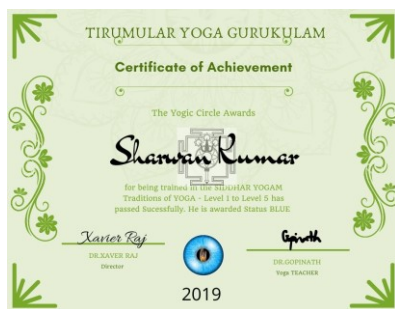 TIRUMULAR YOGA GURUKULAM
Certificate of Achievement
The Yogic Circle Awards
Sharwan Kumar
for being trained in the SIDDHAR YOGAM
Traditions of YOGA - Level 1 to Level 5 has
passed Sucessfully. He is awarded Status BLUE
Xavier Raj
DR.XAVER RAJ
Director
Gpinoth
DR.GOPINATH
Yoga TEACHER
2019